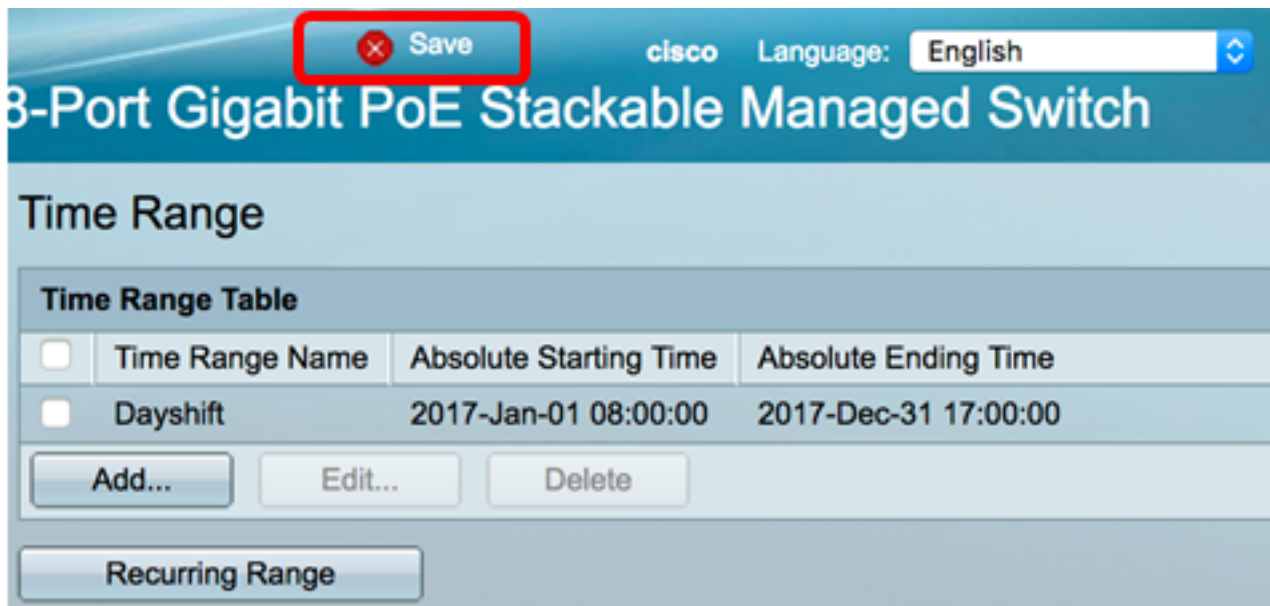 Save cisco Language: English
8-Port Gigabit PoE Stackable Managed Switch
Time Range
Time Range Table
Time Range Name Absolute Starting Time Absolute Ending Time
Dayshift 2017-Jan-01 08:00:00 2017-Dec-31 17:00:00
Add... Edit... Delete
Recurring Range